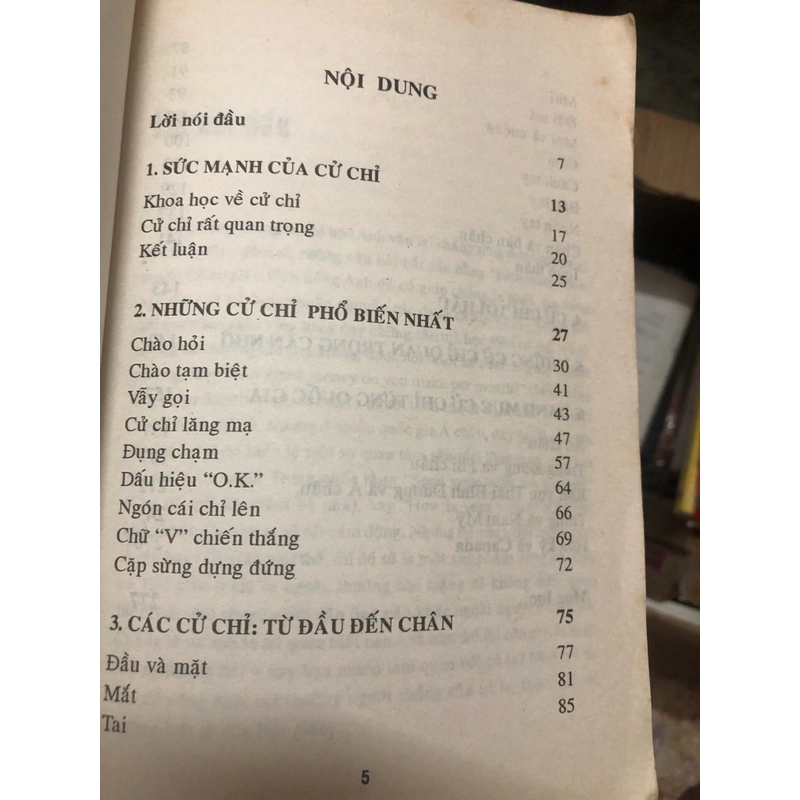 NỘI DUNG
Lời nói đầu 7
1. SỨC MẠNH CỦA CỬ CHỈ 13
Khoa học về cử chỉ 17
Cử chỉ rất quan trọng 20
Kết luận 25
2. NHỮNG CỬ CHỈ PHỔ BIẾN NHẤT 27
Chào hỏi 30
Chào tạm biệt 41
Vẫy gọi 43
Cử chỉ lăng mạ 47
Đụng chạm 57
Dấu hiệu “O.K.” 64
Ngón cái chỉ lên 66
Chữ “V” chiến thắng 69
Cặp sừng dựng đứng 72
3. CÁC CỬ CHỈ: TỪ ĐẦU ĐẾN CHÂN 75
Đầu và mặt 77
Mắt 81
Tai 85
5